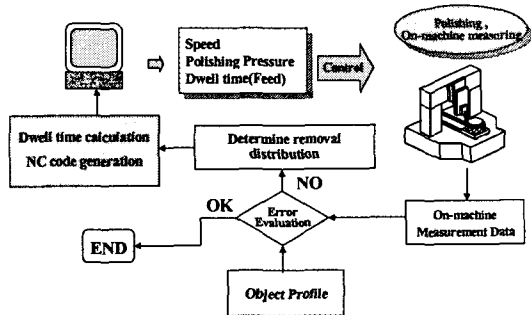 Speed
Polishing Pressure
Dwell time(Feed)
Control
Polishing ,
On-machine measuring
Dwell time calculation
NC code generation
Determine removal
distribution
NO
OK
Error
Evaluation
END
On-machine
Measurement Data
Object Profile